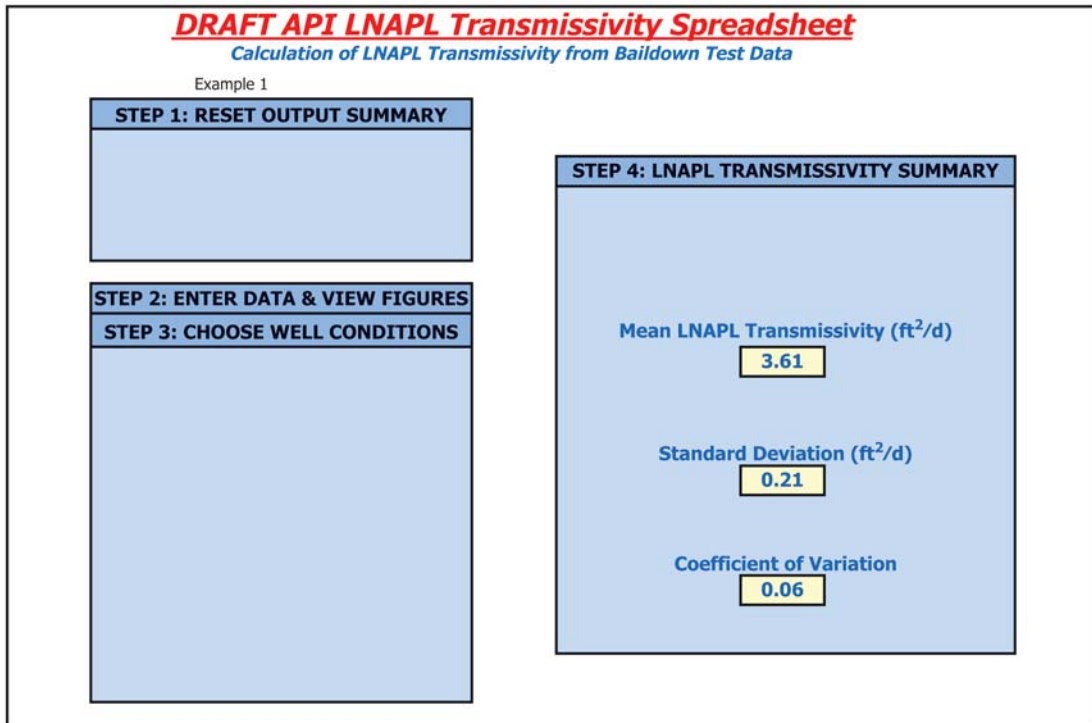 DRAFT API LNAPL Transmissivity Spreadsheet
Calculation of LNAPL Transmissivity from Baildown Test Data
Example 1
STEP 1: RESET OUTPUT SUMMARY
STEP 2: ENTER DATA & VIEW FIGURES
STEP 3: CHOOSE WELL CONDITIONS
STEP 4: LNAPL TRANSMISSIVITY SUMMARY
Mean LNAPL Transmissivity (ft²/d)
3.61
Standard Deviation (ft²/d)
0.21
Coefficient of Variation
0.06